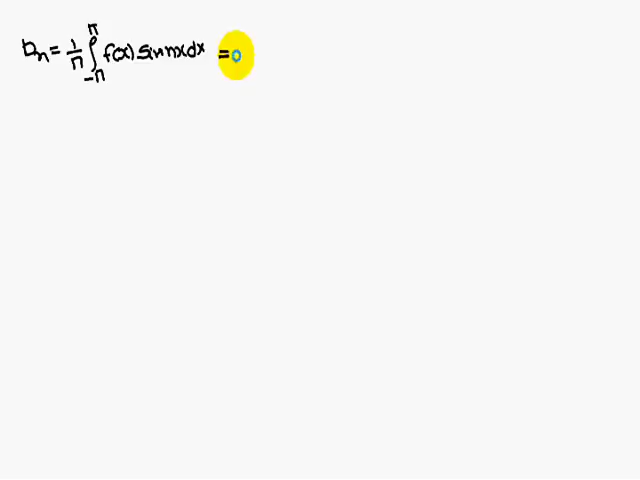 bn = 1/π ∫_{-π}^{π} f(x) sin nx dx = 0